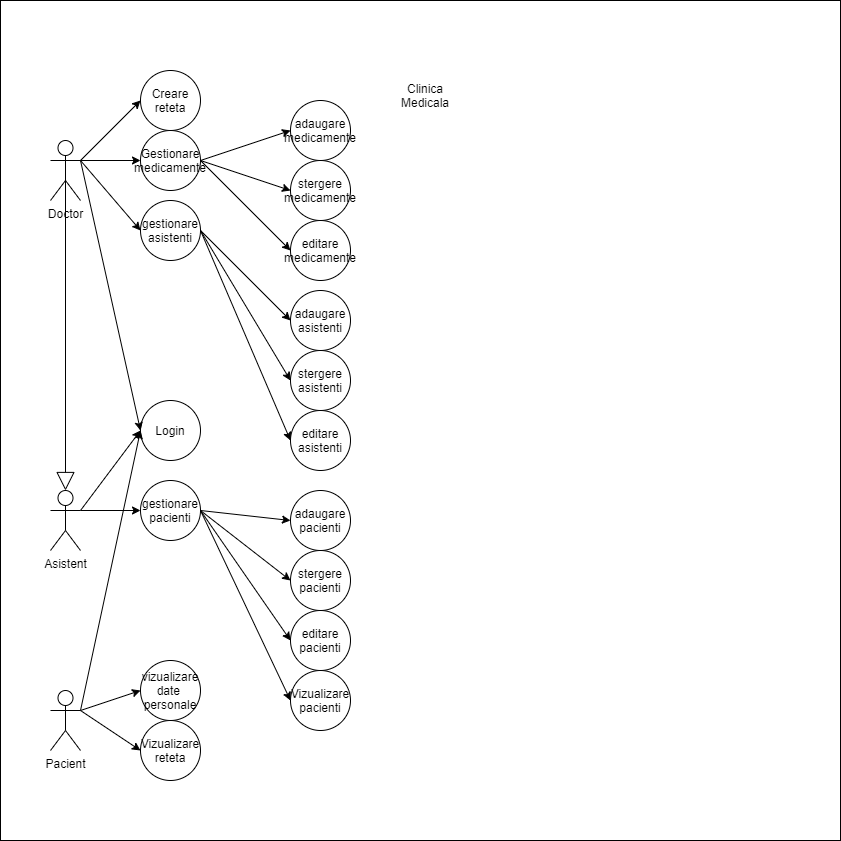 Clinica
Medicala
Creare
reteta
Gestionare
medicamente
gestionare
asistenti
adaugare
medicamente
stergere
medicamente
editare
medicamente
adaugare
asistenti
stergere
asistenti
editare
asistenti
Doctor
Login
gestionare
pacienti
adaugare
pacienti
stergere
pacienti
editare
pacienti
Vizualizare
pacienti
Asistent
vizualizare
date
personale
Vizualizare
reteta
Pacient